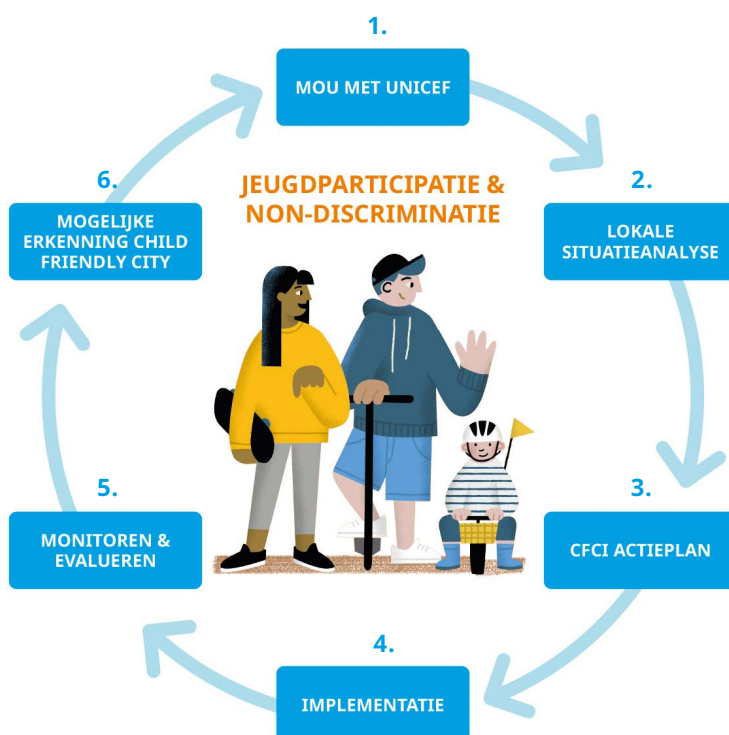 1.
MOU MET UNICEF
2.
LOKALE
SITUATIEANALYSE
3.
CFCI ACTIEPLAN
4.
IMPLEMENTATIE
5.
MONITOREN &
EVALUEREN
6.
MOGELIJKE
ERKENNING CHILD
FRIENDLY CITY
JEUGDPARTICIPATIE &
NON-DISCRIMINATIE